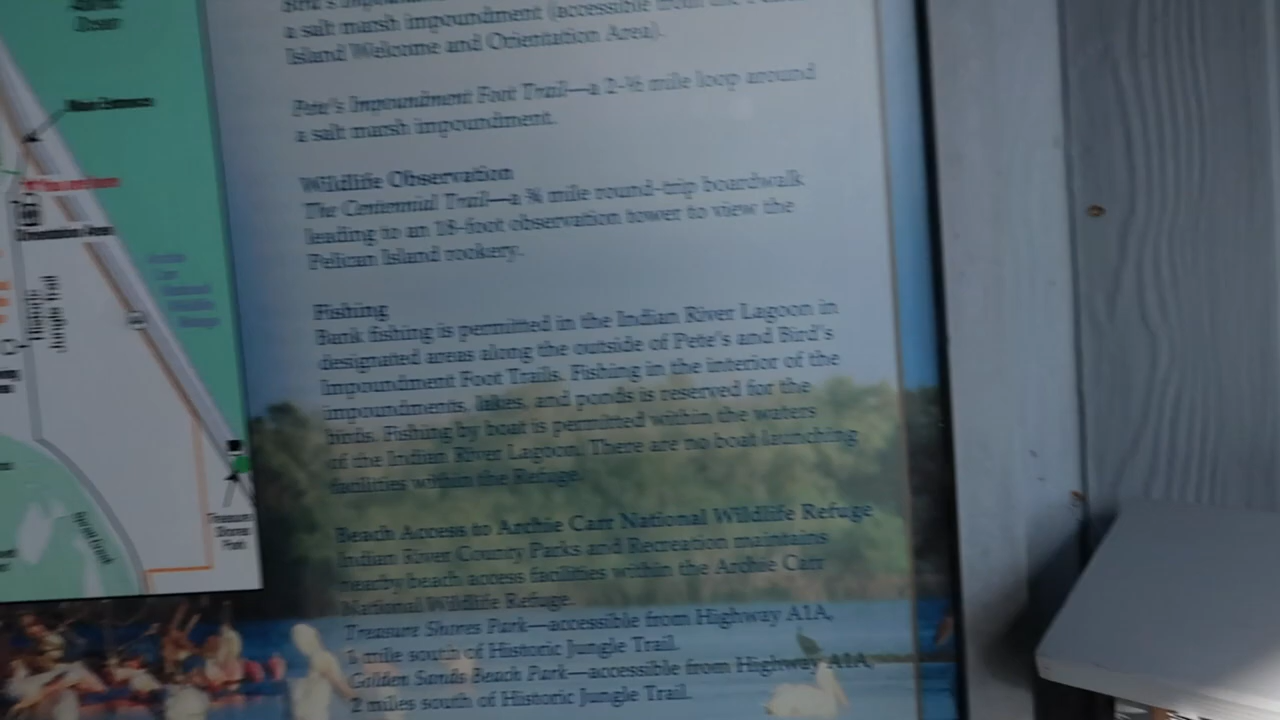 a salt marsh impoundment (accessible from the
Island Welcome and Orientation Area).
Pete's Impoundment Foot Trail—a 2-½ mile loop around
a salt marsh impoundment.
Wildlife Observation
The Centennial Trail—a ¾ mile round-trip boardwalk
leading to an 18-foot observation tower to view the
Pelican Island rookery.
Fishing
Bank fishing is permitted in the Indian River Lagoon in
designated areas along the outside of Pete's and Bird's
Impoundment Foot Trails. Fishing in the interior of the
impoundments, lakes, and ponds is reserved for the
birds. Fishing by boat is permitted within the waters
of the Indian River Lagoon. There are no boat launching
facilities within the Refuge.
Beach Access to Archie Carr National Wildlife Refuge
Indian River County Parks and Recreation maintains
nearby beach access facilities within the Archie Carr
National Wildlife Refuge.
Treasure Shores Park—accessible from Highway A1A,
mile south of Historic Jungle Trail.
Golden Sands Beach Park—accessible from Highway A1A,
2 miles south of Historic Jungle Trail.
Treasure
Shores
Park